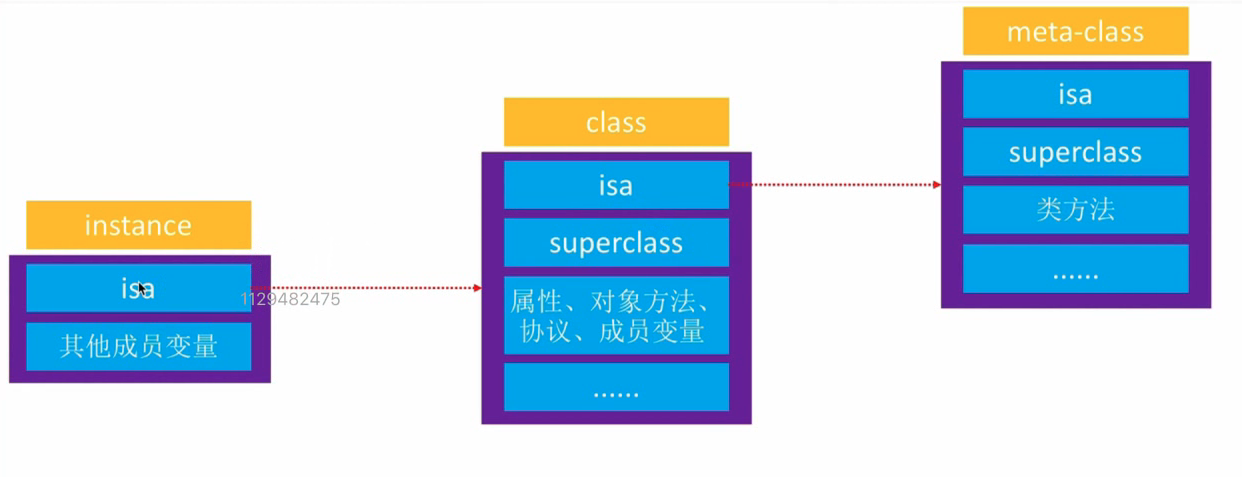 instance
isa
1129482475
其他成员变量
class
isa
superclass
属性、对象方法、
协议、成员变量
......
meta-class
isa
superclass
类方法
......